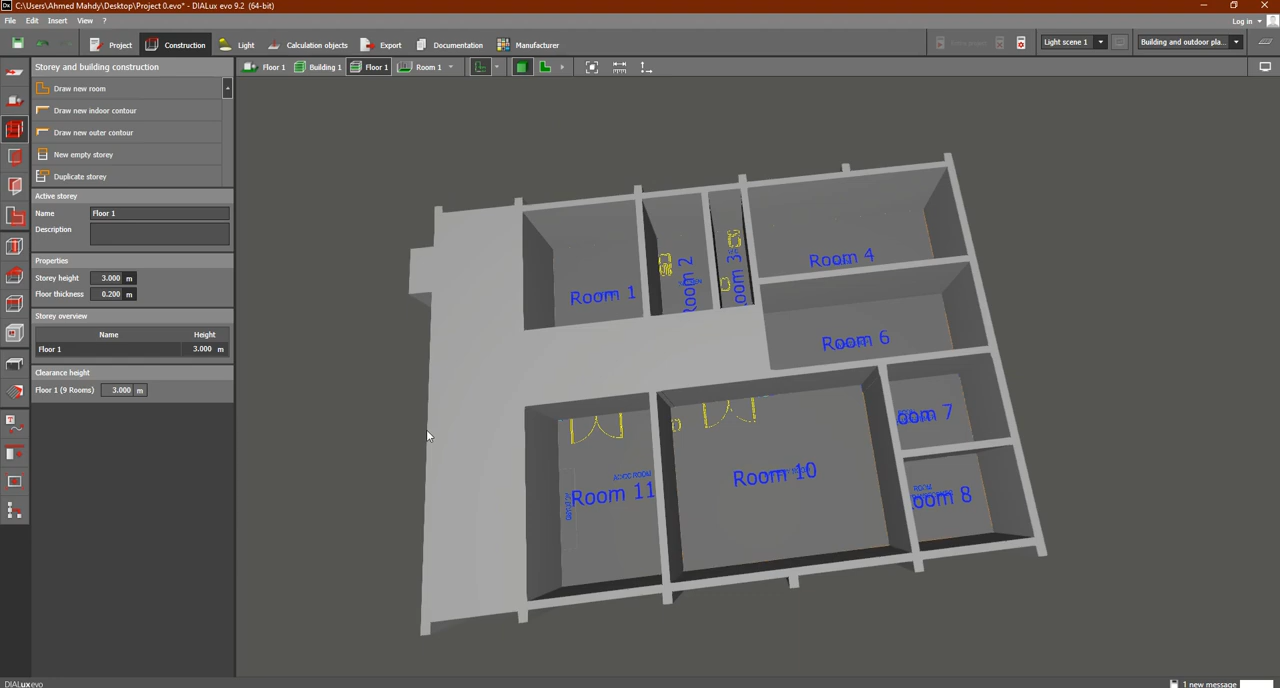 C:\Users\Ahmed Mahdy\Desktop\Project 0.evo* - DIALux evo 9.2 (64-bit)
File Edit Insert View ?
Log in
Project Construction Light Calculation objects Export Documentation Manufacturer
Light scene 1 Building and outdoor pla...
Storey and building construction
Floor 1 Building 1 Floor 1 Room 1
Draw new room
Draw new indoor contour
Draw new outer contour
New empty storey
Duplicate storey
Active storey
Name Floor 1
Description
Properties
Storey height 3.000 m
Floor thickness 0.200 m
Storey overview
Name Height
Floor 1 3.000 m
Clearance height
Floor 1 (9 Rooms) 3.000 m
Room 1
Room 2
oom 3
Room 4
Room 6
oom 7
AC/DC ROOM
Room 11
Room 10
ROOM
oom 8
DIALux evo
1 new message